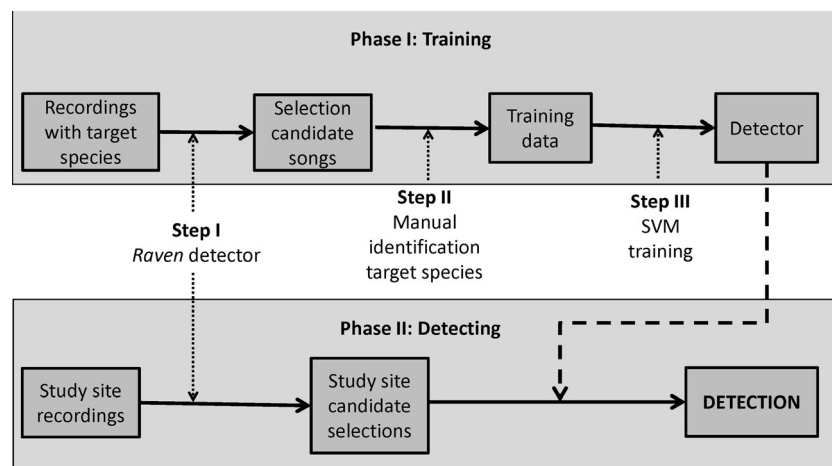 Phase I: Training
Recordings
with target
species
Selection
candidate
songs
Training
data
Detector
Step I
Raven detector
Step II
Manual
identification
target species
Step III
SVM
training
Phase II: Detecting
Study site
recordings
Study site
candidate
selections
DETECTION